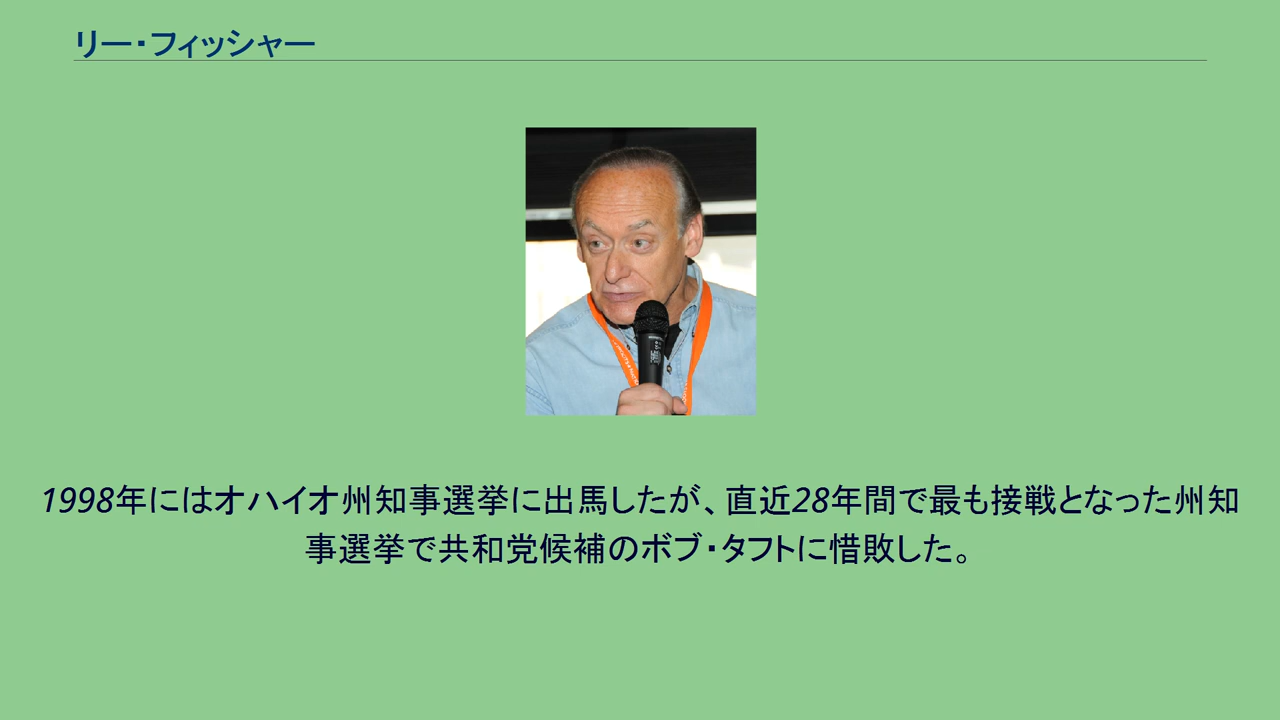 リー・フィッシャー
1998年にはオハイオ州知事選挙に出馬したが、直近28年間で最も接戦となった州知
事選挙で共和党候補のボブ・タフトに惜敗した。